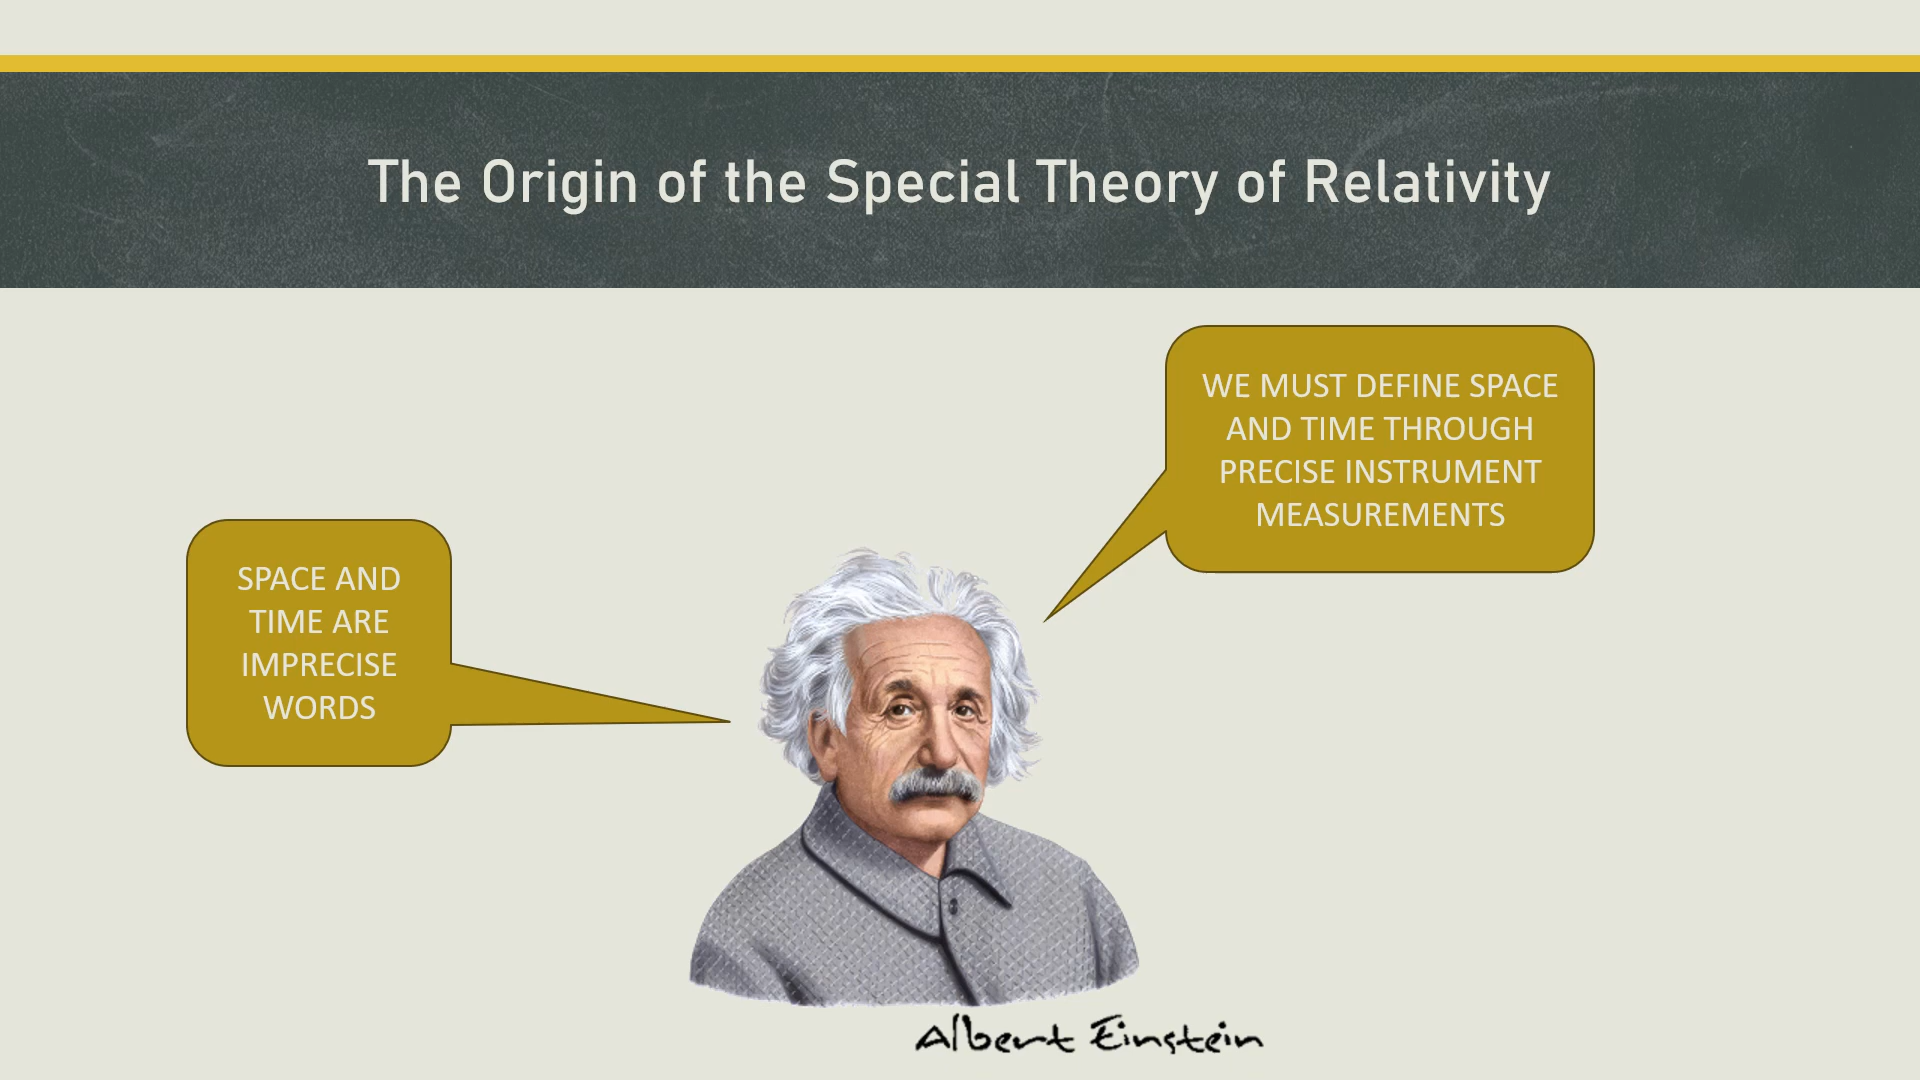 The Origin of the Special Theory of Relativity
WE MUST DEFINE SPACE
AND TIME THROUGH
PRECISE INSTRUMENT
MEASUREMENTS
SPACE AND
TIME ARE
IMPRECISE
WORDS
Albert Einstein